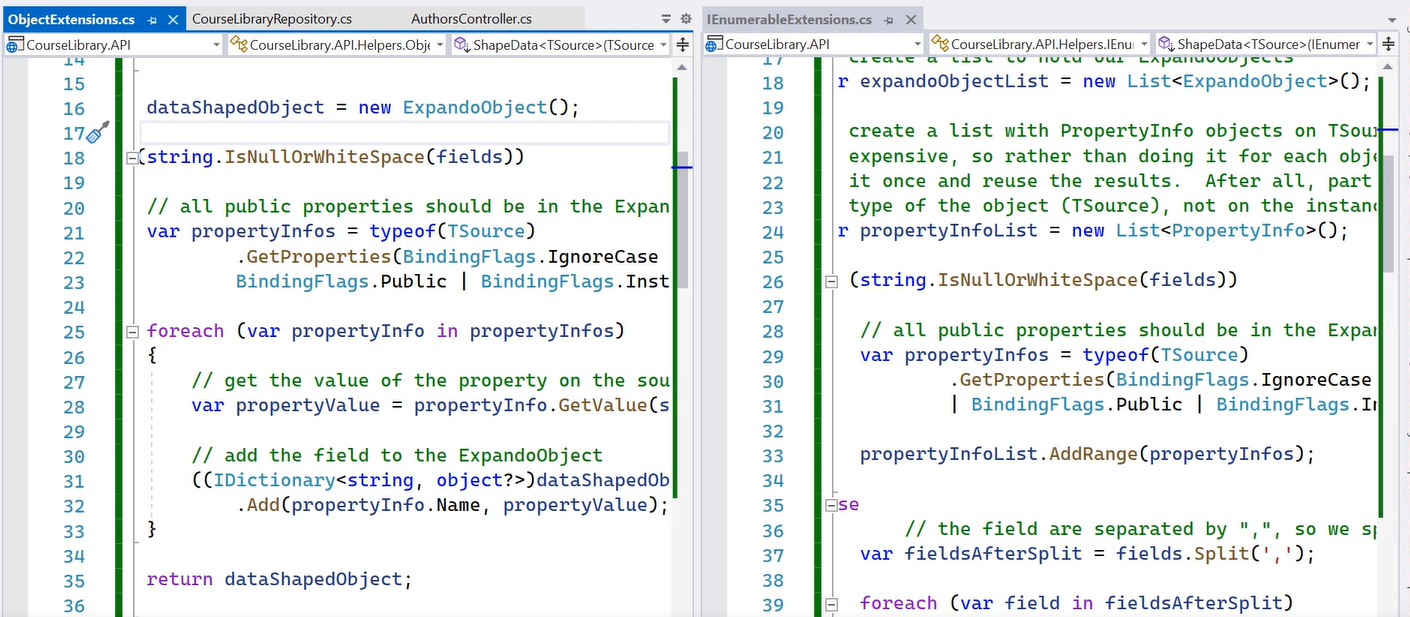 ObjectExtensions.cs CourseLibraryRepository.cs AuthorsController.cs
CourseLibrary.API CourseLibrary.API.Helpers.Obje ShapeData<TSource>(TSource
14
15
16 dataShapedObject = new ExpandoObject();
17
18 (string.IsNullOrWhiteSpace(fields))
19
20 // all public properties should be in the Expan
21 var propertyInfos = typeof(TSource)
22 .GetProperties(BindingFlags.IgnoreCase
23 BindingFlags.Public | BindingFlags.Inst
24
25 foreach (var propertyInfo in propertyInfos)
26 {
27 // get the value of the property on the sou
28 var propertyValue = propertyInfo.GetValue(s
29
30 // add the field to the ExpandoObject
31 ((IDictionary<string, object?>)dataShapedOb
32 .Add(propertyInfo.Name, propertyValue);
33 }
34
35 return dataShapedObject;
36
IEnumerableExtensions.cs
CourseLibrary.API CourseLibrary.API.Helpers.IEnu ShapeData<TSource>(IEnumer
17 create a list to hold our ExpandoObjects
18 r expandoObjectList = new List<ExpandoObject>();
19
20 create a list with PropertyInfo objects on TSour
21 expensive, so rather than doing it for each obje
22 it once and reuse the results.  After all, part
23 type of the object (TSource), not on the instanc
24 r propertyInfoList = new List<PropertyInfo>();
25
26 (string.IsNullOrWhiteSpace(fields))
27
28 // all public properties should be in the Expan
29 var propertyInfos = typeof(TSource)
30 .GetProperties(BindingFlags.IgnoreCase
31 | BindingFlags.Public | BindingFlags.In
32
33 propertyInfoList.AddRange(propertyInfos);
34
35 se
36 // the field are separated by ",", so we sp
37 var fieldsAfterSplit = fields.Split(',');
38
39 foreach (var field in fieldsAfterSplit)